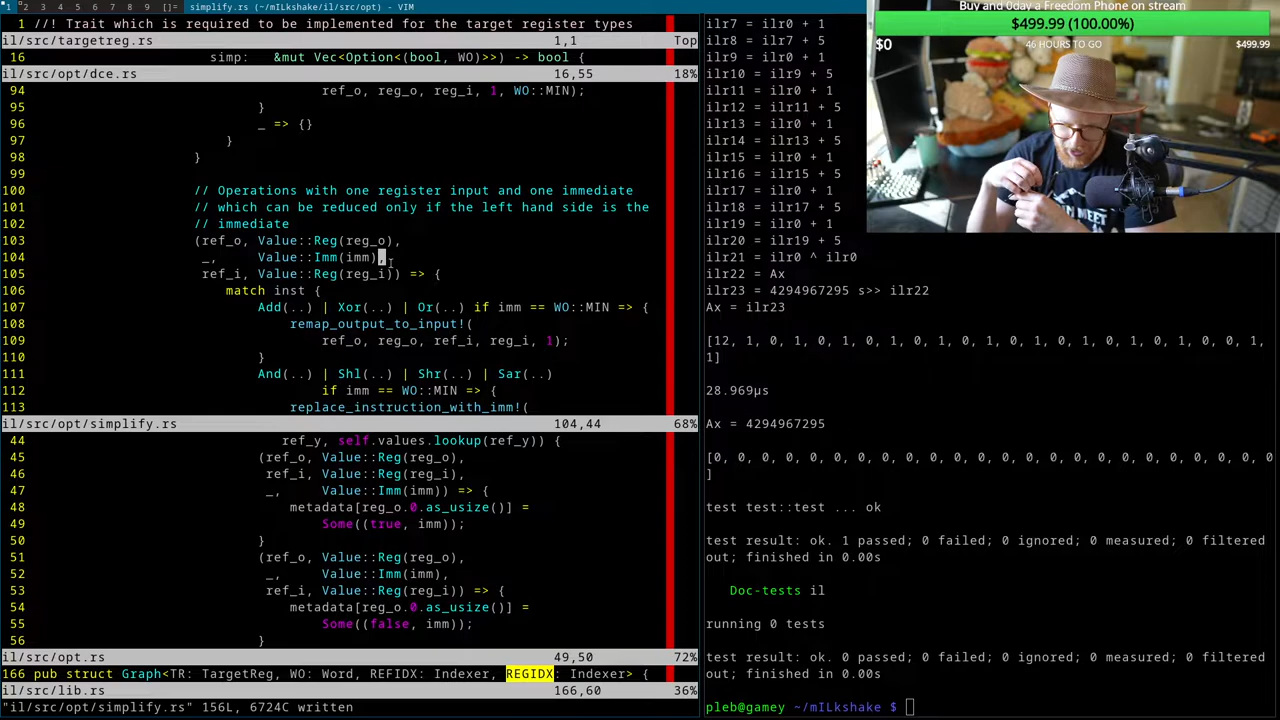 1 2 3 4 5 6 7 8 9 []= simplify.rs (~/mILkshake/il/src/opt) - VIM
1 //! Trait which is required to be implemented for the target register types
il/src/targetreg.rs 1,1 Top
16 simp: &mut Vec<Option<(bool, WO)>>) -> bool {
il/src/opt/dce.rs 16,55 18%
94 ref_o, reg_o, reg_i, 1, WO::MIN);
95 }
96 _ => {}
97 }
98 }
99
100 // Operations with one register input and one immediate
101 // which can be reduced only if the left hand side is the
102 // immediate
103 (ref_o, Value::Reg(reg_o),
104 _, Value::Imm(imm),
105 ref_i, Value::Reg(reg_i)) => {
106 match inst {
107 Add(..) | Xor(..) | Or(..) if imm == WO::MIN => {
108 remap_output_to_input!(
109 ref_o, reg_o, ref_i, reg_i, 1);
110 }
111 And(..) | Shl(..) | Shr(..) | Sar(..)
112 if imm == WO::MIN => {
113 replace_instruction_with_imm!(
il/src/opt/simplify.rs 104,44 68%
44 ref_y, self.values.lookup(ref_y)) {
45 (ref_o, Value::Reg(reg_o),
46 ref_i, Value::Reg(reg_i),
47 _, Value::Imm(imm)) => {
48 metadata[reg_o.0.as_usize()] =
49 Some((true, imm));
50 }
51 (ref_o, Value::Reg(reg_o),
52 _, Value::Imm(imm),
53 ref_i, Value::Reg(reg_i)) => {
54 metadata[reg_o.0.as_usize()] =
55 Some((false, imm));
56 }
il/src/opt.rs 49,50 72%
166 pub struct Graph<TR: TargetReg, WO: Word, REFIDX: Indexer, REGIDX: Indexer> {
il/src/lib.rs 166,60 36%
"il/src/opt/simplify.rs" 156L, 6724C written
ilr7 = ilr0 + 1
ilr8 = ilr7 + 5
ilr9 = ilr0 + 1
ilr10 = ilr9 + 5
ilr11 = ilr0 + 1
ilr12 = ilr11 + 5
ilr13 = ilr0 + 1
ilr14 = ilr13 + 5
ilr15 = ilr0 + 1
ilr16 = ilr15 + 5
ilr17 = ilr0 + 1
ilr18 = ilr17 + 5
ilr19 = ilr0 + 1
ilr20 = ilr19 + 5
ilr21 = ilr0 ^ ilr0
ilr22 = Ax
ilr23 = 4294967295 s>> ilr22
Ax = ilr23
[12, 1, 0, 1, 0, 1, 0, 1, 0, 1, 0, 1, 0, 1, 0, 1, 0, 1, 0, 1, 0, 0, 1,
1]
28.969µs
Ax = 4294967295
[0, 0, 0, 0, 0, 0, 0, 0, 0, 0, 0, 0, 0, 0, 0, 0, 0, 0, 0, 0, 0, 0, 0, 0
]
test test::test ... ok
test result: ok. 1 passed; 0 failed; 0 ignored; 0 measured; 0 filtered
out; finished in 0.00s
Doc-tests il
running 0 tests
test result: ok. 0 passed; 0 failed; 0 ignored; 0 measured; 0 filtered
out; finished in 0.00s
pleb@gamey ~/mILkshake $
Buy and 0day a Freedom Phone on stream
$499.99 (100.00%)
$0 46 HOURS TO GO $499.99